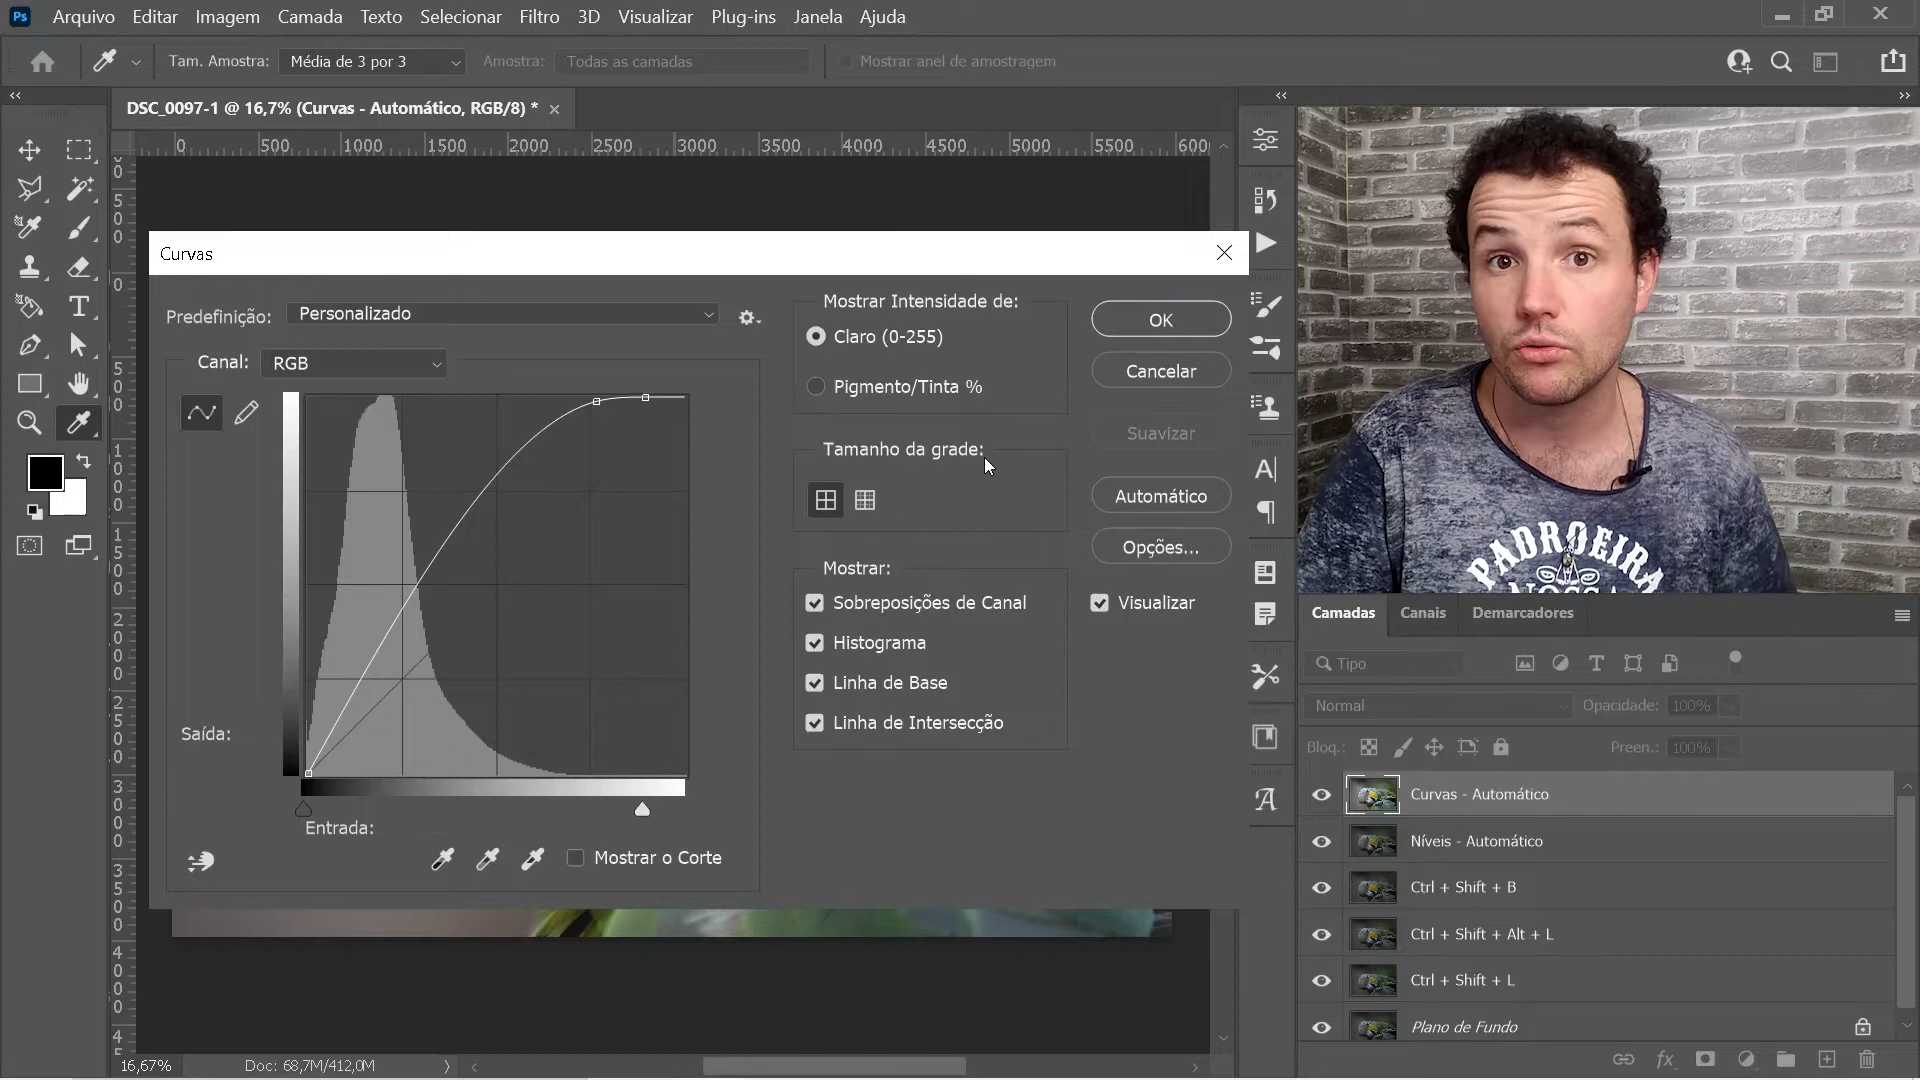 Ps Arquivo Editar Imagem Camada Texto Selecionar Filtro 3D Visualizar Plug-ins Janela Ajuda
Tam. Amostra: Média de 3 por 3 Amostra: Todas as camadas Mostrar anel de amostragem
DSC_0097-1 @ 16,7% (Curvas - Automático, RGB/8) *
0 500 1000 1500 2000 2500 3000 3500 4000 4500 5000 5500
Curvas
Predefinição: Personalizado
Canal: RGB
Saída:
Entrada:
Mostrar o Corte
Mostrar Intensidade de:
Claro (0-255)
Pigmento/Tinta %
Tamanho da grade:
Mostrar:
Sobreposições de Canal
Histograma
Linha de Base
Linha de Intersecção
OK
Cancelar
Suavizar
Automático
Opções...
Visualizar
PADROEIRA
NOSSA
Camadas Canais Demarcadores
Tipo
Normal Opacidade: 100%
Bloq.: Preen.: 100%
Curvas - Automático
Níveis - Automático
Ctrl + Shift + B
Ctrl + Shift + Alt + L
Ctrl + Shift + L
Plano de Fundo
fx
16,67% Doc: 68,7M/412,0M